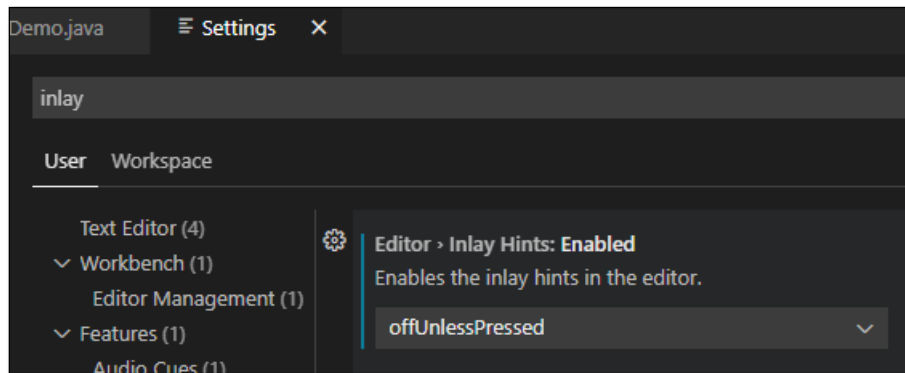 Demo.java
Settings
inlay
User Workspace
Text Editor (4)
Workbench (1)
Editor Management (1)
Features (1)
Audio Cues (1)
Editor › Inlay Hints: Enabled
Enables the inlay hints in the editor.
offUnlessPressed